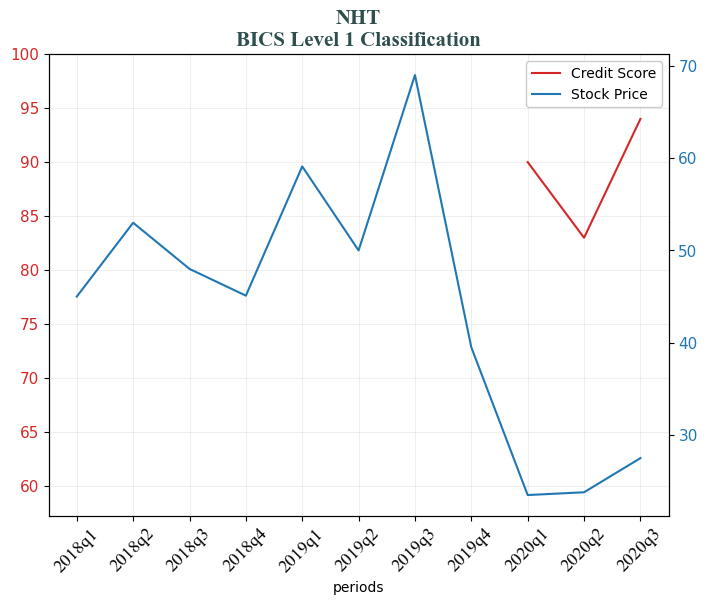 NHT
BICS Level 1 Classification
Credit Score
Stock Price
100
95
90
85
80
75
70
65
60
70
60
50
40
30
2018q1
2018q2
2018q3
2018q4
2019q1
2019q2
2019q3
2019q4
2020q1
2020q2
2020q3
periods